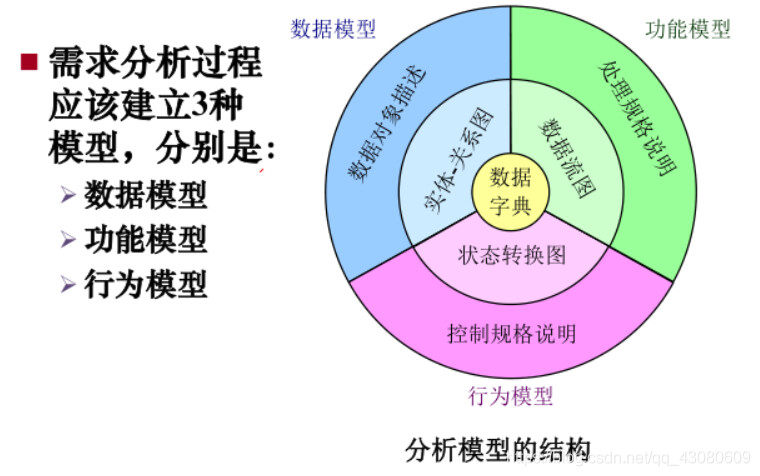 需求分析过程
应该建立3种
模型，分别是：
数据模型
功能模型
行为模型
数据模型
功能模型
数据对象描述
处理规格说明
实体-关系图
数据流图
数据
字典
状态转换图
控制规格说明
行为模型
分析模型的结构
https://blog.csdn.net/qq_43080609